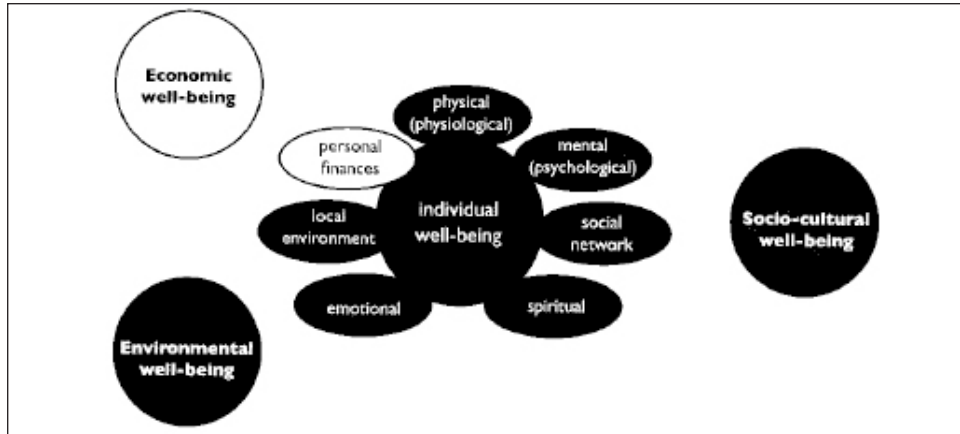 Economic
well-being
physical
(physiological)
personal
finances
mental
(psychological)
local
environment
individual
well-being
social
network
Socio-cultural
well-being
emotional
spiritual
Environmental
well-being